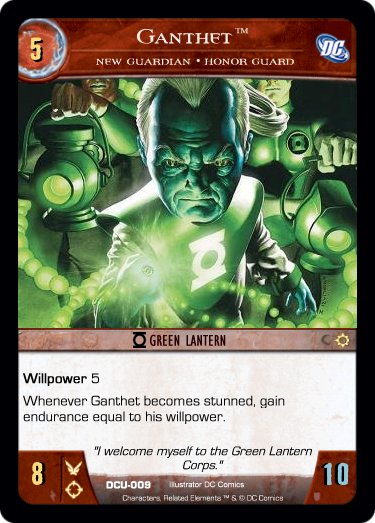 GANTHET™
5
DC
NEW GUARDIAN • HONOR GUARD
GREEN LANTERN
Willpower 5
Whenever Ganthet becomes stunned, gain
endurance equal to his willpower.
"I welcome myself to the Green Lantern
Corps."
8
DCU-009 Illustrator DC Comics
10
Characters, Related Elements ™ & © DC Comics